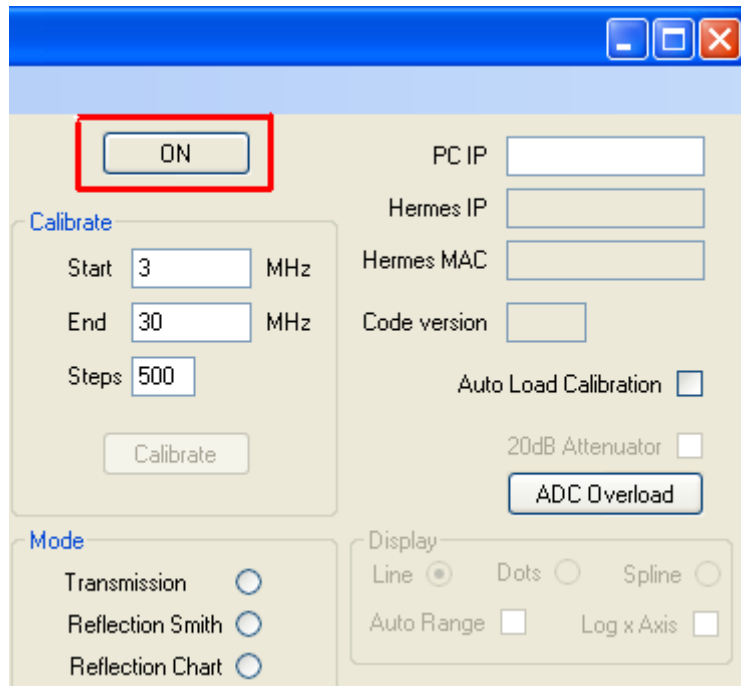 ON
PC IP
Hermes IP
Calibrate
Start 3 MHz
Hermes MAC
End 30 MHz
Code version
Steps 500
Auto Load Calibration
Calibrate
20dB Attenuator
ADC Overload
Mode
Display
Transmission
Line Dots Spline
Reflection Smith
Auto Range Log x Axis
Reflection Chart